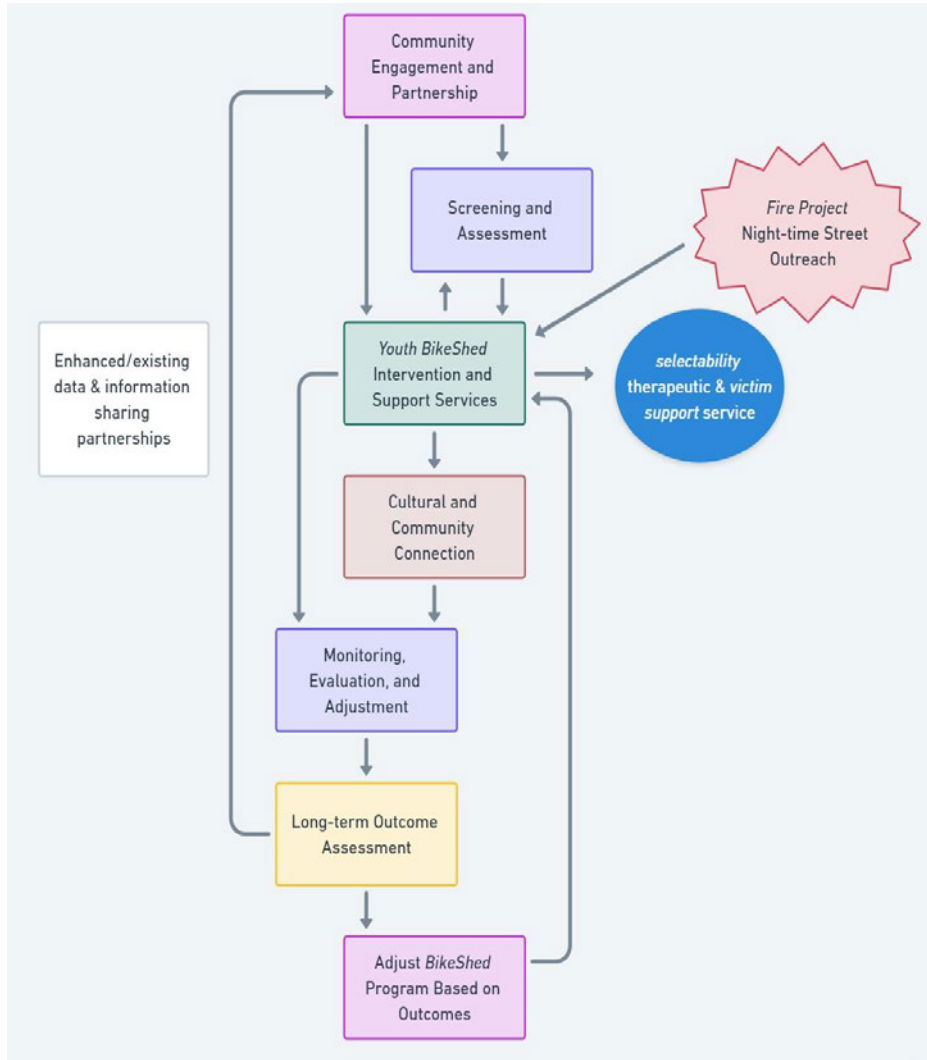 Community
Engagement and
Partnership
Screening and
Assessment
Fire Project
Night-time Street
Outreach
Enhanced/existing
data & information
sharing
partnerships
Youth BikeShed
Intervention and
Support Services
selectability
therapeutic & victim
support service
Cultural and
Community
Connection
Monitoring,
Evaluation, and
Adjustment
Long-term Outcome
Assessment
Adjust BikeShed
Program Based on
Outcomes